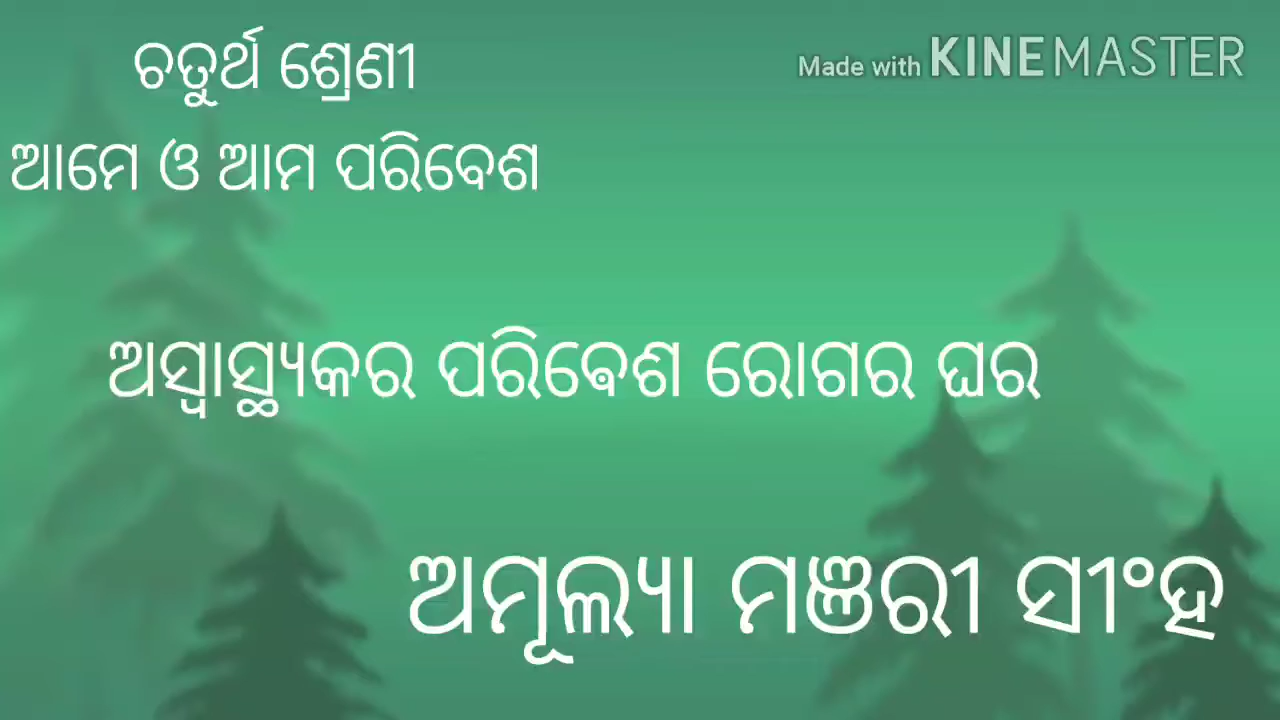 ଚତୁର୍ଥ ଶ୍ରେଣୀ
Made with KINEMASTER
ଆମେ ଓ ଆମ ପରିବେଶ
ଅସ୍ୱାସ୍ଥ୍ୟକର ପରିଵେଶ ରୋଗର ଘର
ଅମୂଲ୍ୟା ମଞ୍ଜରୀ ସୀଂହ